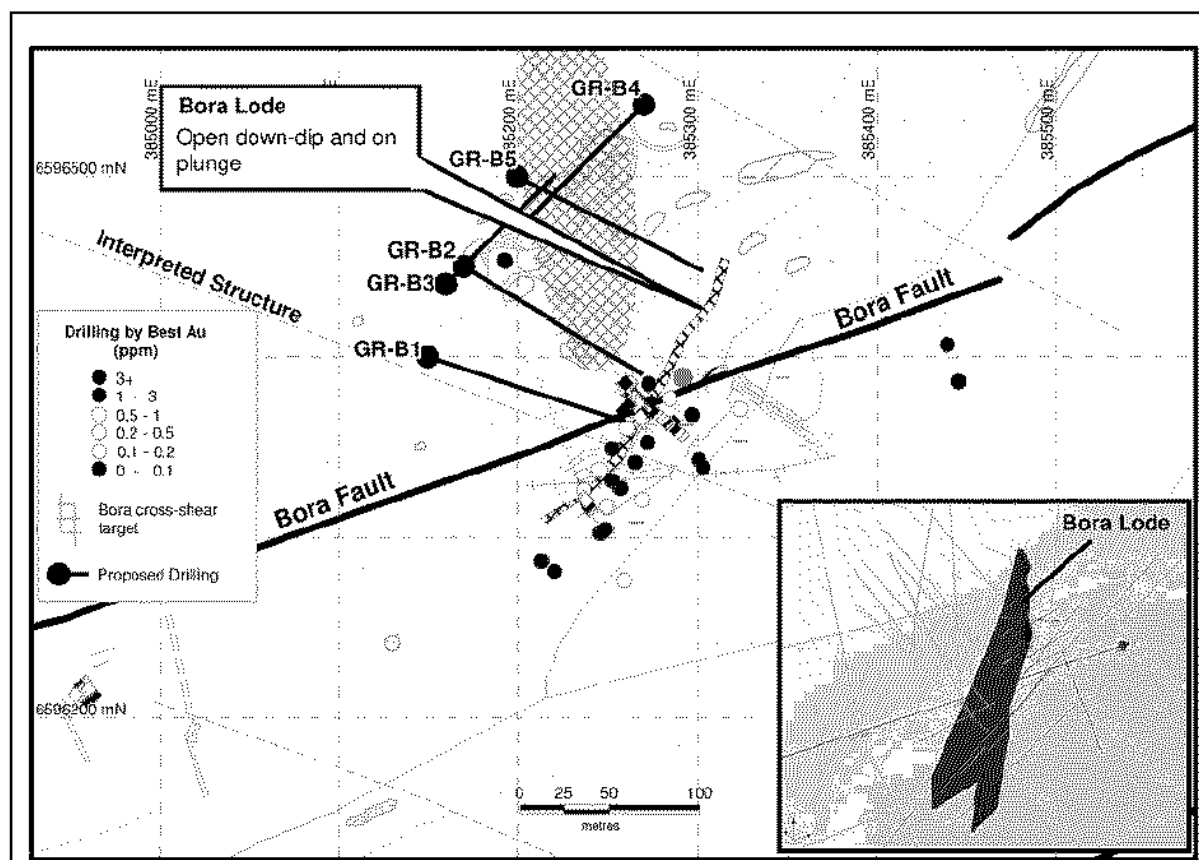 385000 mE
mE
385200 mE
385300 mE
385400 mE
385500 mE
GR-B4
Bora Lode
Open down-dip and on
plunge
GR-B5
6596500 mN
GR-B2
GR-B3
Interpreted Structure
Bora Fault
GR-B1
Drilling by Best Au
(ppm)
3+
1 - 3
0.5 - 1
0.2 - 0.5
0.1 - 0.2
0 - 0.1
Bora cross-shear
target
Proposed Drilling
Bora Fault
Bora Lode
6596200 mN
0 25 50 100
metres